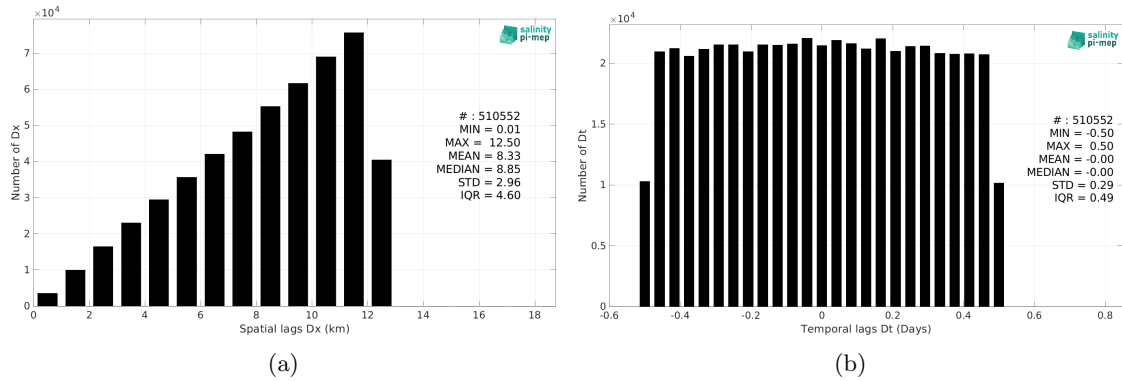 ×10⁴
7
6
5
4
3
2
1
0
Number of Dx
0 2 4 6 8 10 12 14 16 18
Spatial lags Dx (km)
salinity
pi-mep
# : 510552
MIN = 0.01
MAX = 12.50
MEAN = 8.33
MEDIAN = 8.85
STD = 2.96
IQR = 4.60
(a)
×10⁴
2
1.5
1
0.5
0
Number of Dt
-0.6 -0.4 -0.2 0 0.2 0.4 0.6 0.8
Temporal lags Dt (Days)
salinity
pi-mep
# : 510552
MIN = -0.50
MAX = 0.50
MEAN = -0.00
MEDIAN = -0.00
STD = 0.29
IQR = 0.49
(b)